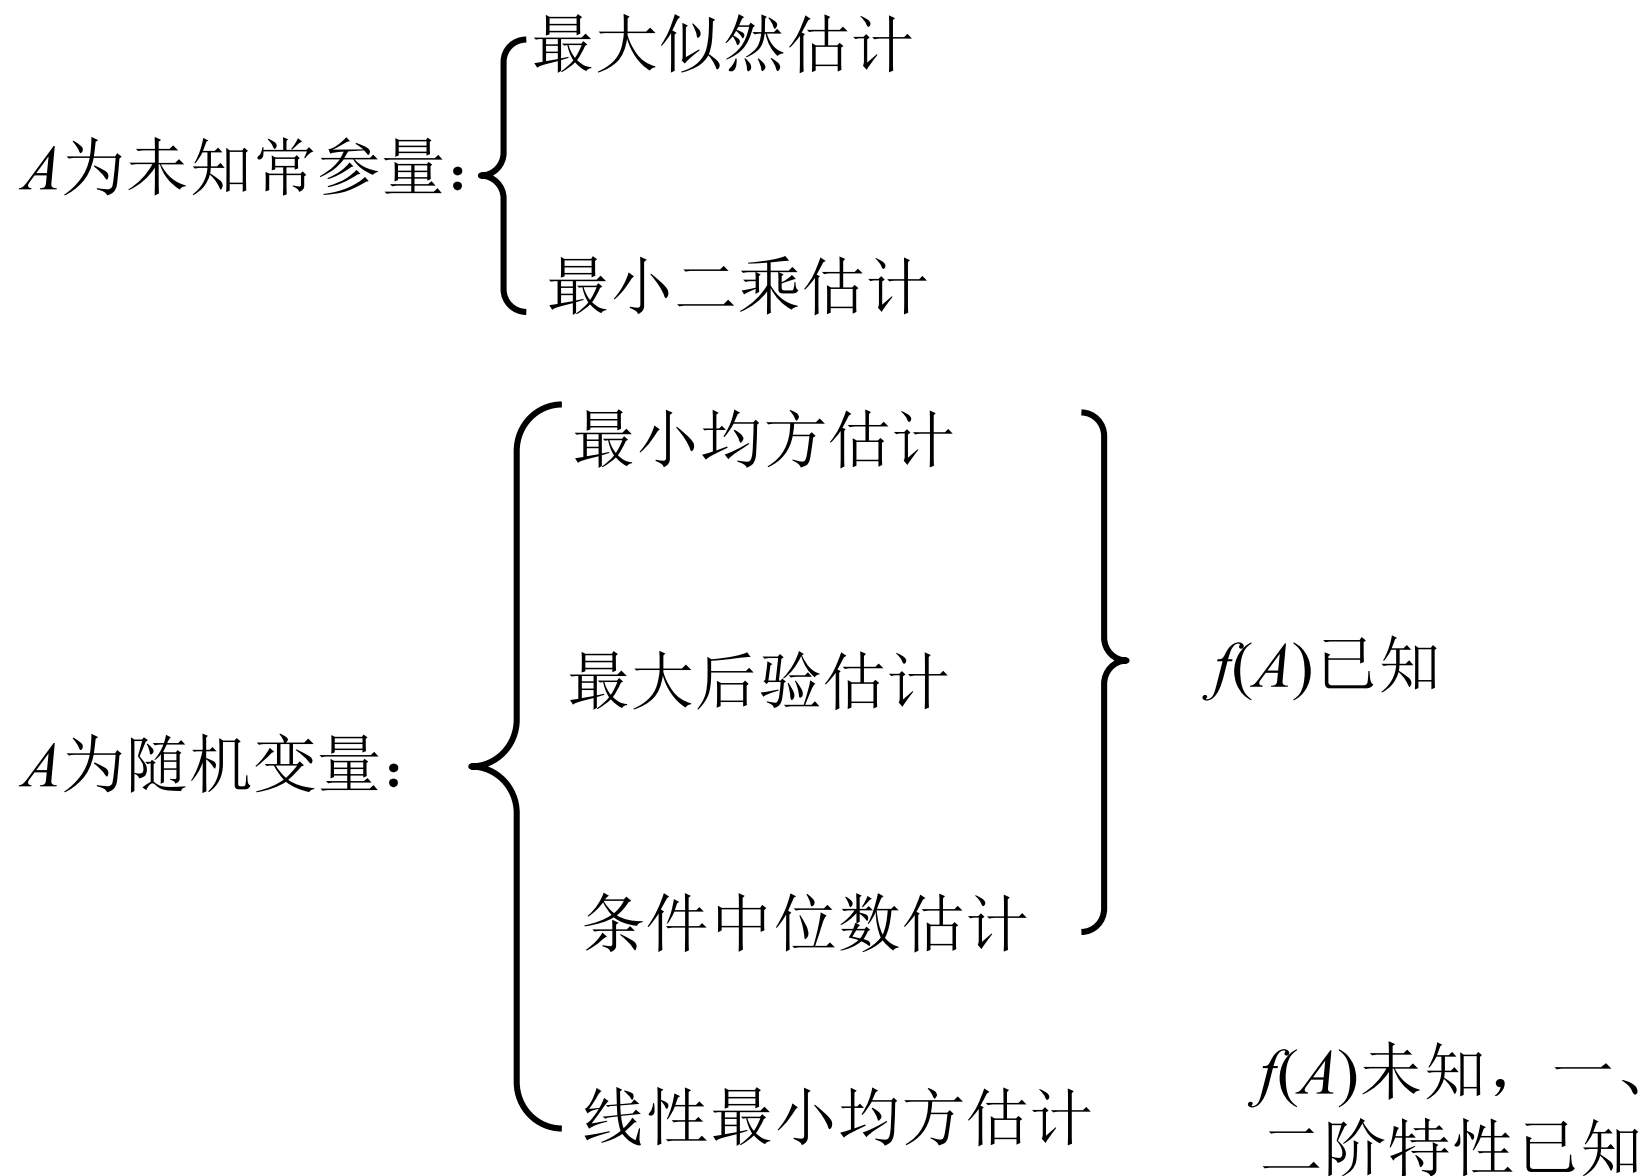 最大似然估计
A为未知常参量：
最小二乘估计
最小均方估计
最大后验估计
f(A)已知
A为随机变量：
条件中位数估计
线性最小均方估计
f(A)未知，一、
二阶特性已知